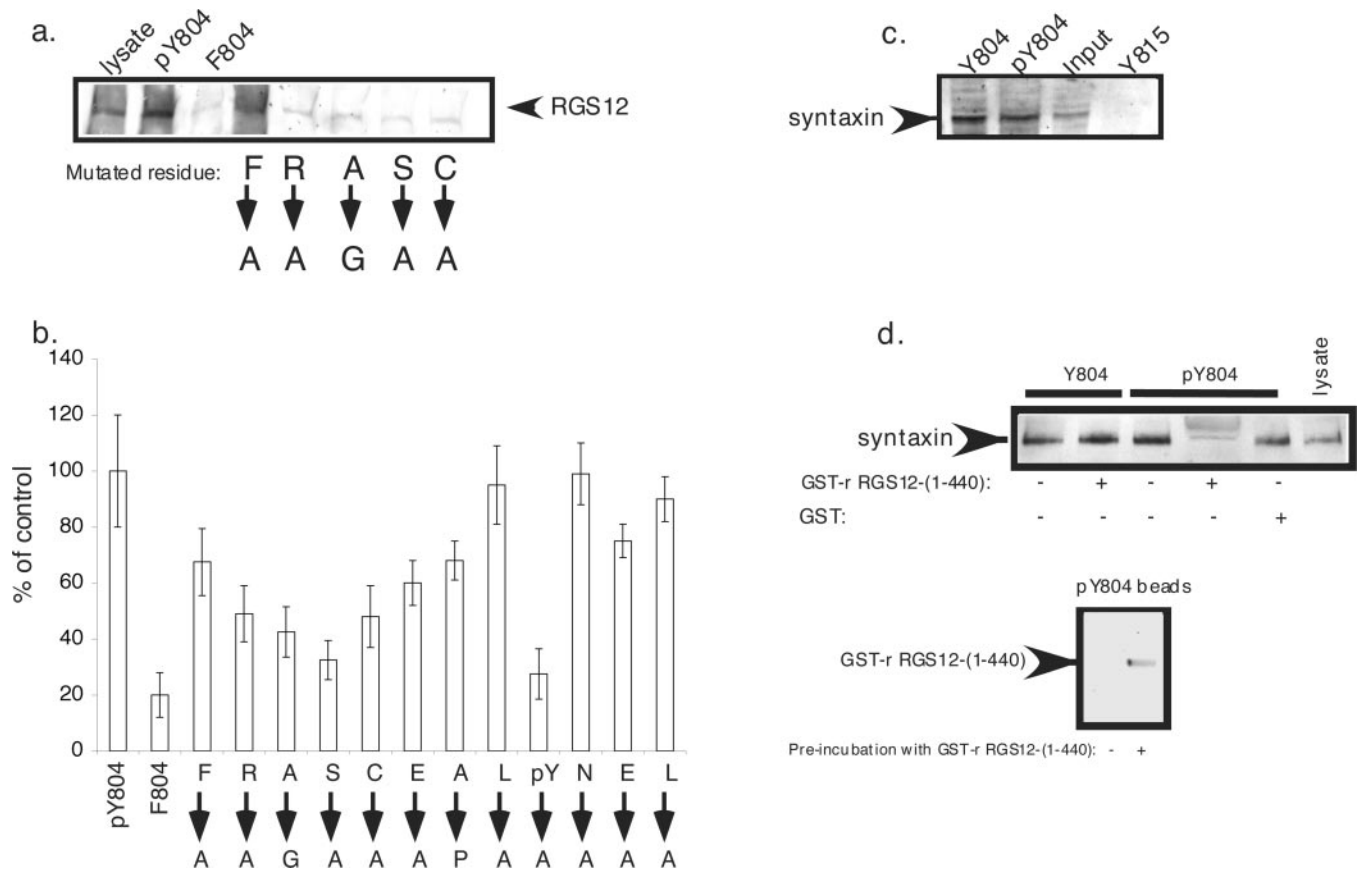 a.
lysate
pY804
F804
RGS12
Mutated residue: F R A S C
A A G A A
b.
% of control
140
120
100
80
60
40
20
0
pY804
F804
F R A S C E A L pY N E L
A A G A A A P A A A A A
c.
Y804
pY804
Input
Y815
syntaxin
d.
Y804
pY804
lysate
syntaxin
GST-r RGS12-(1-440): - + - + -
GST: - - - - +
pY804 beads
GST-r RGS12-(1-440)
Pre-incubation with GST-r RGS12-(1-440): - +